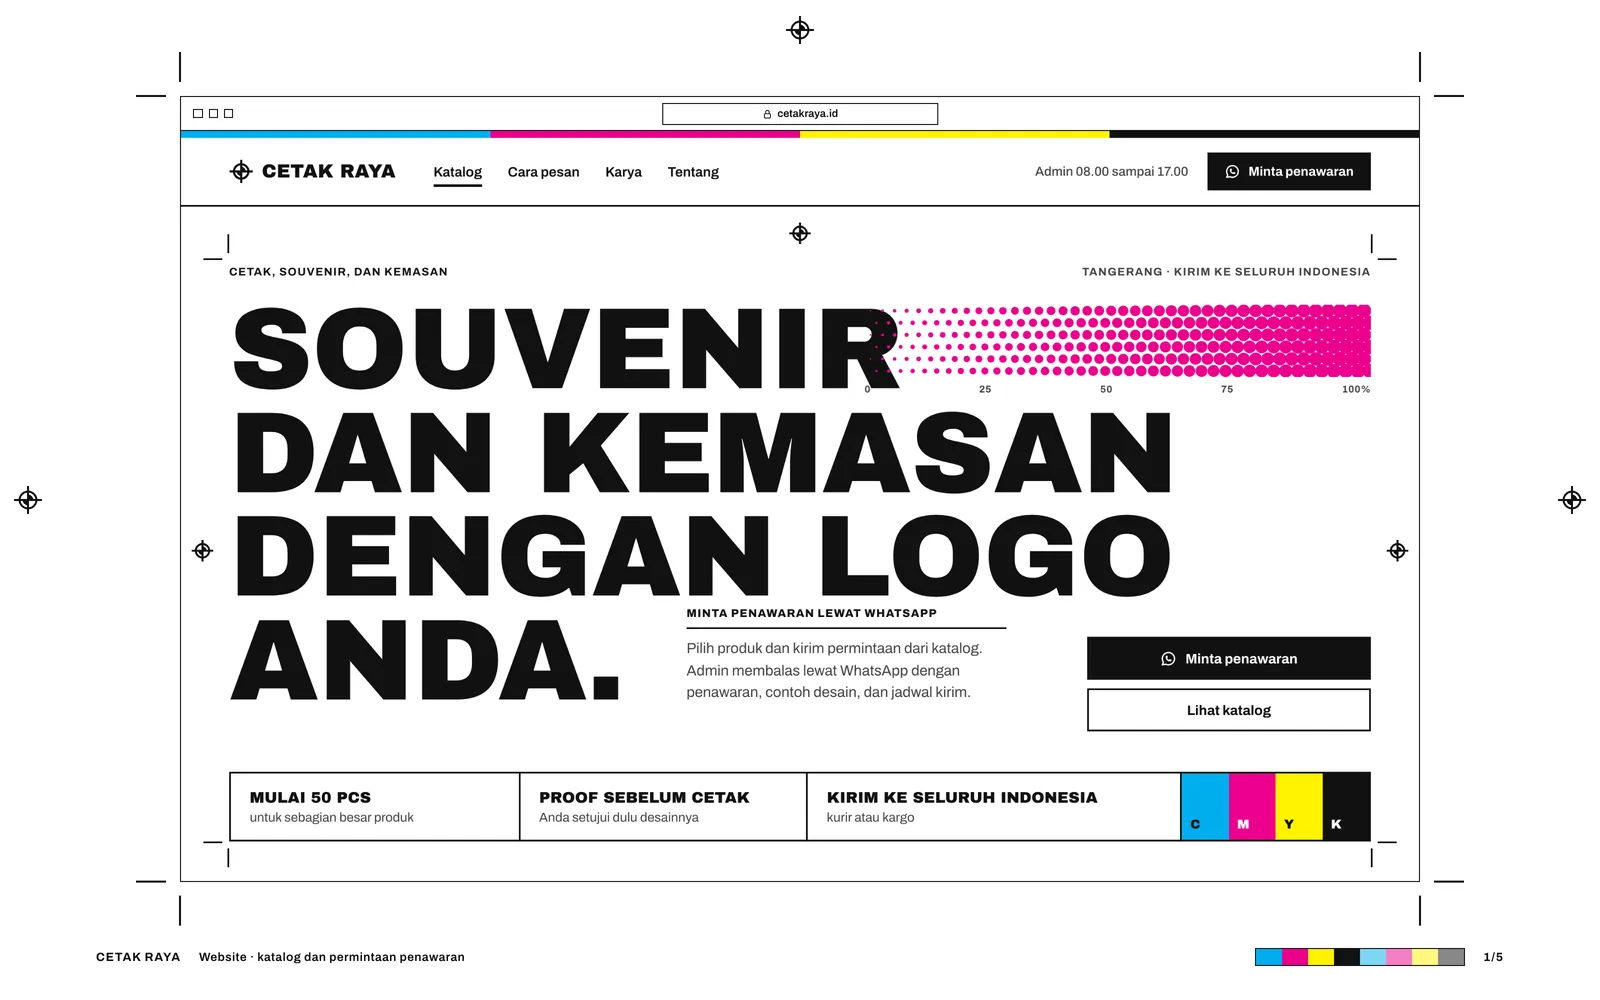 cetakraya.id
CETAK RAYA
Katalog
Cara pesan
Karya
Tentang
Admin 08.00 sampai 17.00
Minta penawaran
CETAK, SOUVENIR, DAN KEMASAN
TANGERANG · KIRIM KE SELURUH INDONESIA
SOUVENIR
0 25 50 75 100%
DAN KEMASAN
DENGAN LOGO
ANDA.
MINTA PENAWARAN LEWAT WHATSAPP
Pilih produk dan kirim permintaan dari katalog.
Admin membalas lewat WhatsApp dengan
penawaran, contoh desain, dan jadwal kirim.
Minta penawaran
Lihat katalog
MULAI 50 PCS
untuk sebagian besar produk
PROOF SEBELUM CETAK
Anda setujui dulu desainnya
KIRIM KE SELURUH INDONESIA
kurir atau kargo
C M Y K
CETAK RAYA
Website · katalog dan permintaan penawaran
1/5